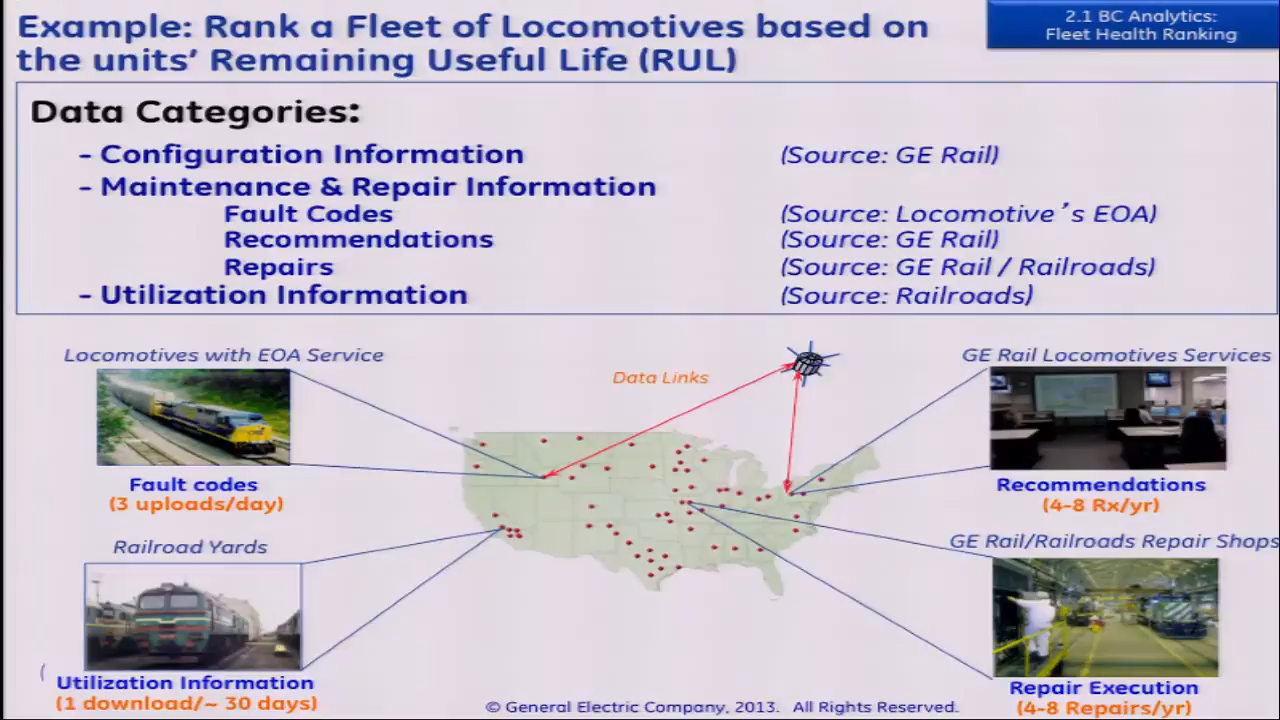 Example: Rank a Fleet of Locomotives based on
the units' Remaining Useful Life (RUL)
2.1 BC Analytics:
Fleet Health Ranking
Data Categories:
- Configuration Information (Source: GE Rail)
- Maintenance & Repair Information
Fault Codes (Source: Locomotive's EOA)
Recommendations (Source: GE Rail)
Repairs (Source: GE Rail / Railroads)
- Utilization Information (Source: Railroads)
Locomotives with EOA Service
Data Links
GE Rail Locomotives Services
Fault codes
(3 uploads/day)
Recommendations
(4-8 Rx/yr)
Railroad Yards
GE Rail/Railroads Repair Shops
Utilization Information
(1 download/~ 30 days)
Repair Execution
(4-8 Repairs/yr)
© General Electric Company, 2013. All Rights Reserved.